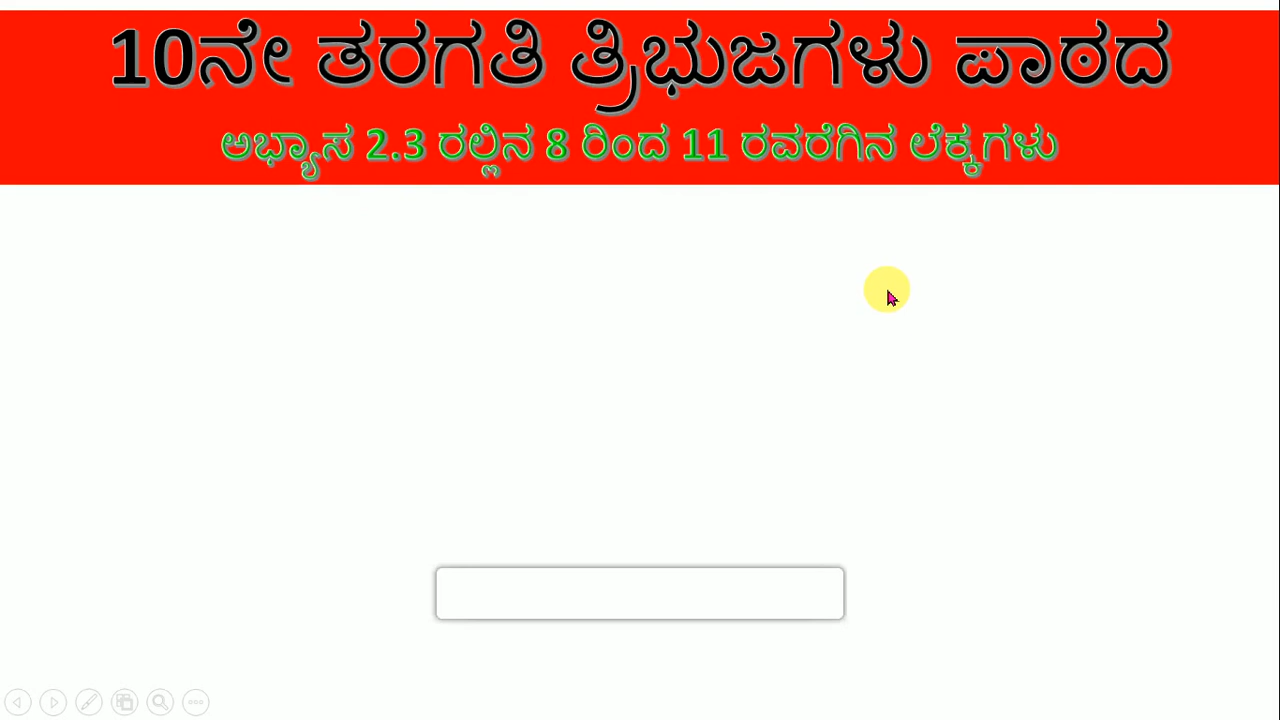 10ನೇ ತರಗತಿ ತ್ರಿಭುಜಗಳು ಪಾಠದ
ಅಭ್ಯಾಸ 2.3 ರಲ್ಲಿನ 8 ರಿಂದ 11 ರವರೆಗಿನ ಲೆಕ್ಕಗಳು